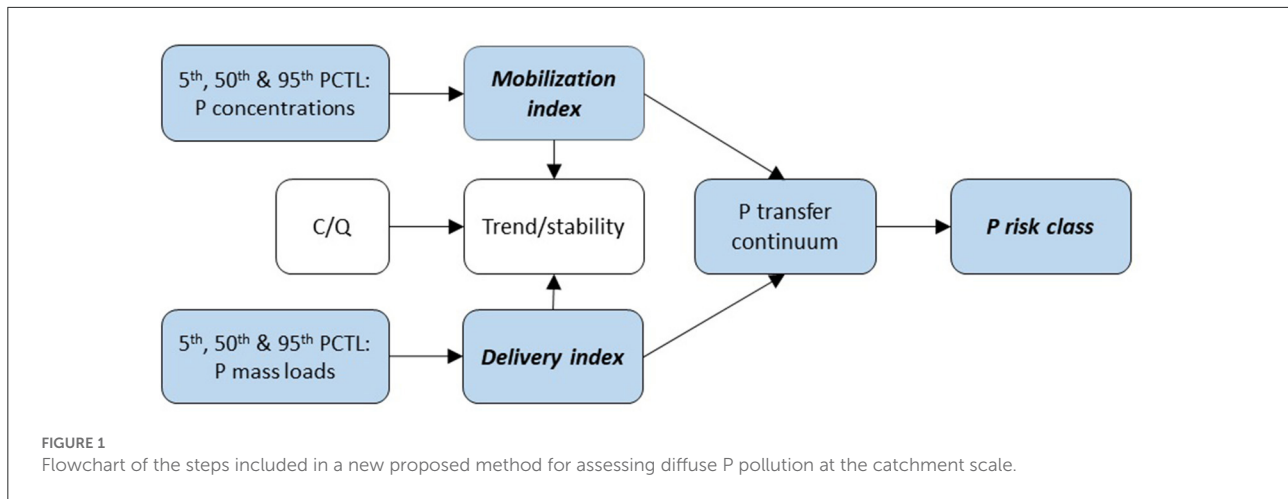 5th, 50th & 95th PCTL:
P concentrations
Mobilization
index
C/Q
Trend/stability
P transfer
continuum
P risk class
5th, 50th & 95th PCTL:
P mass loads
Delivery index
FIGURE 1
Flowchart of the steps included in a new proposed method for assessing diffuse P pollution at the catchment scale.